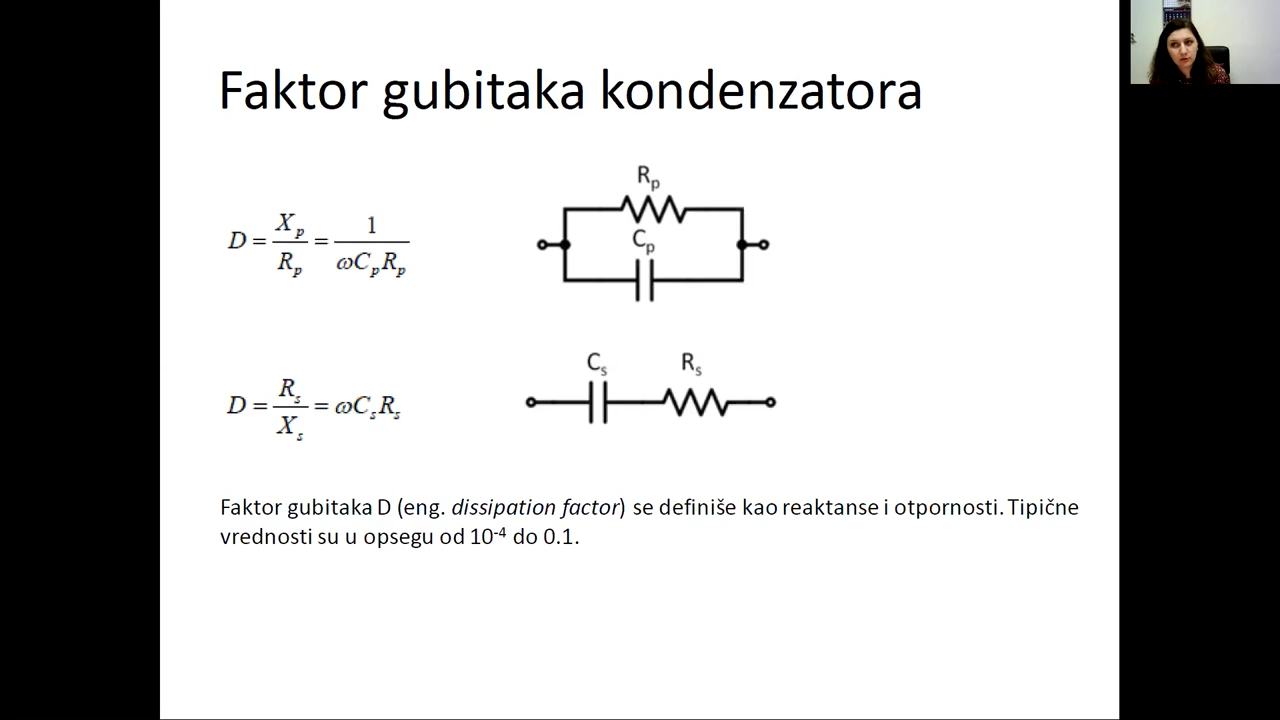 Faktor gubitaka kondenzatora
D = X_p / R_p = 1 / ωC_pR_p
R_p
C_p
D = R_s / X_s = ωC_sR_s
C_s R_s
Faktor gubitaka D (eng. dissipation factor) se definiše kao reaktanse i otpornosti. Tipične
vrednosti su u opsegu od 10^-4 do 0.1.